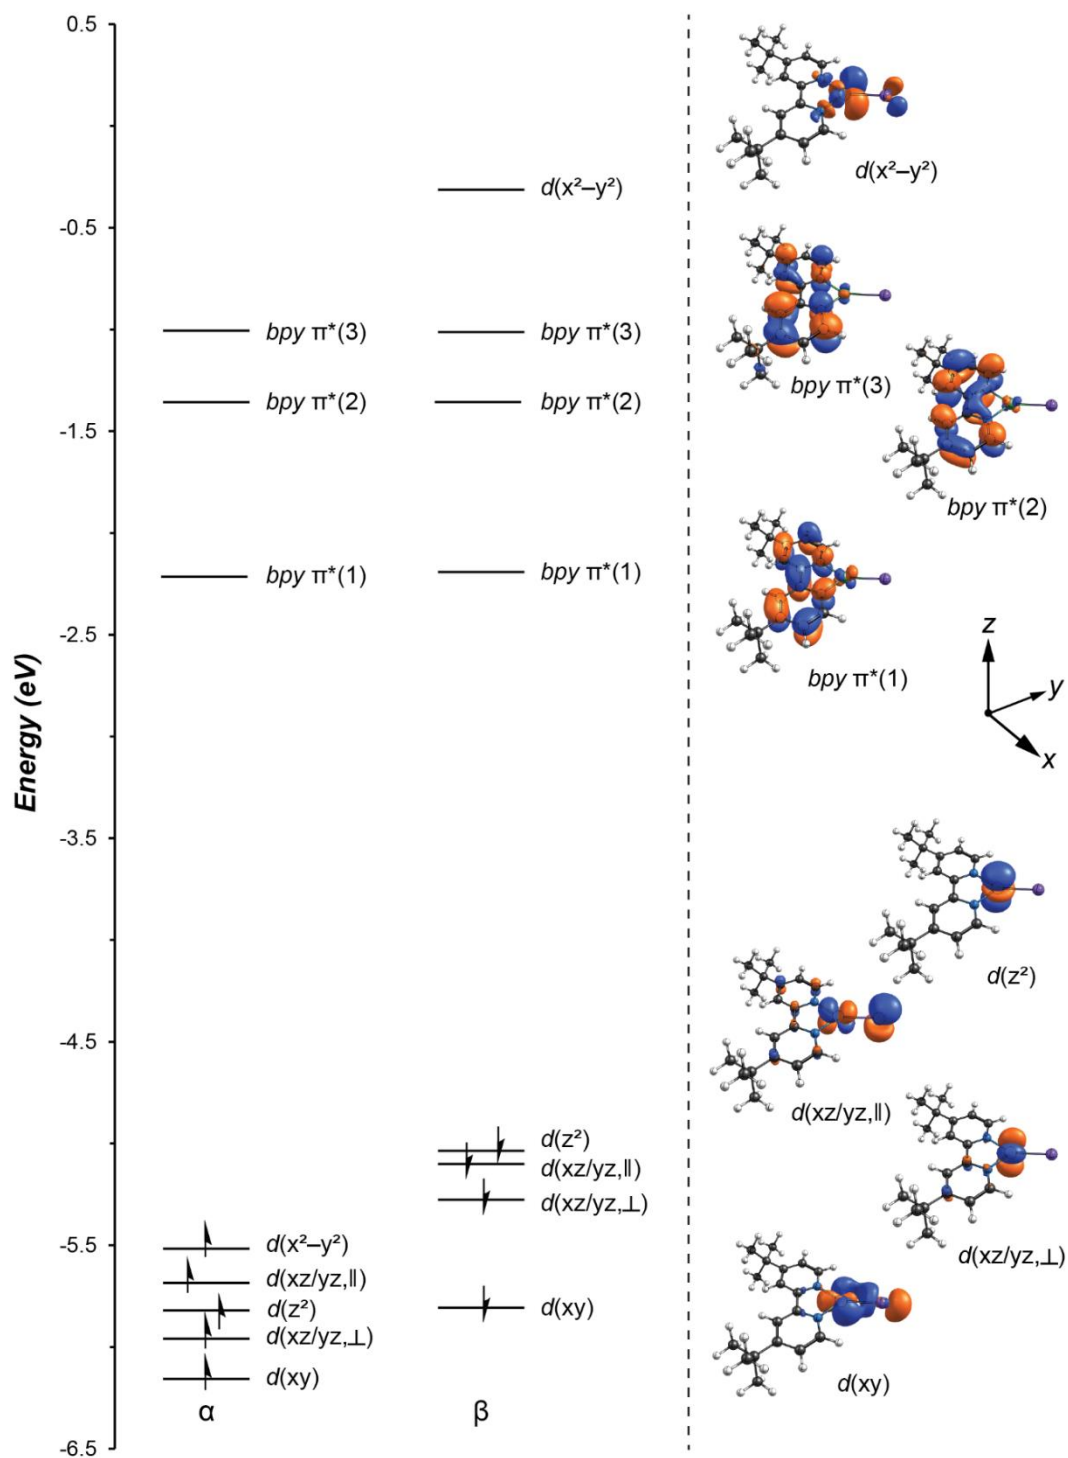 0.5
-0.5
-1.5
-2.5
-3.5
-4.5
-5.5
-6.5
Energy (eV)
d(x²–y²)
bpy π*(3)
bpy π*(3)
bpy π*(2)
bpy π*(2)
bpy π*(1)
bpy π*(1)
d(z²)
d(xz/yz,||)
d(xz/yz,⊥)
d(x²–y²)
d(xz/yz,||)
d(z²)
d(xz/yz,⊥)
d(xy)
d(xy)
α
β
d(x²–y²)
bpy π*(3)
bpy π*(2)
bpy π*(1)
z
y
x
d(z²)
d(xz/yz,||)
d(xz/yz,⊥)
d(xy)